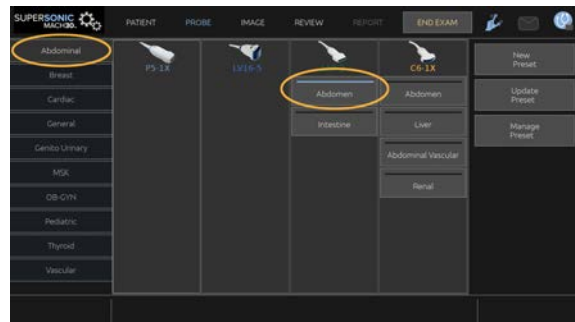 SUPERSONIC
MACH30.
PATIENT
PROBE
IMAGE
REVIEW
REPORT
END EXAM
Abdominal
Breast
Cardiac
General
Genito Urinary
MSK
OB-GYN
Pediatric
Thyroid
Vascular
P5-1X
LV16-5
C6-1X
Abdomen
Intestine
Abdomen
Liver
Abdominal Vascular
Renal
New
Preset
Update
Preset
Manage
Preset